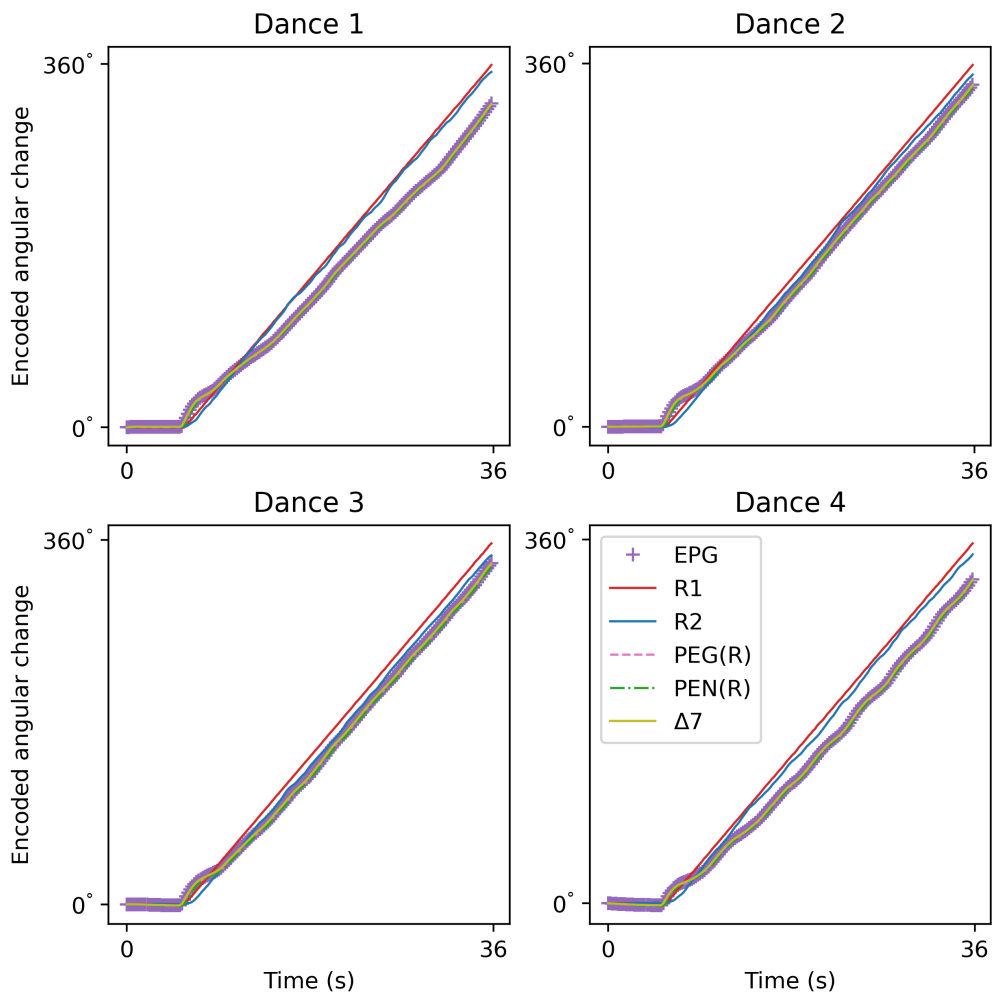 Dance 1
Dance 2
360°
360°
Encoded angular change
0°
0°
0
36
0
36
Dance 3
Dance 4
360°
360°
Encoded angular change
EPG
R1
R2
PEG(R)
PEN(R)
Δ7
0°
0°
0
36
0
36
Time (s)
Time (s)